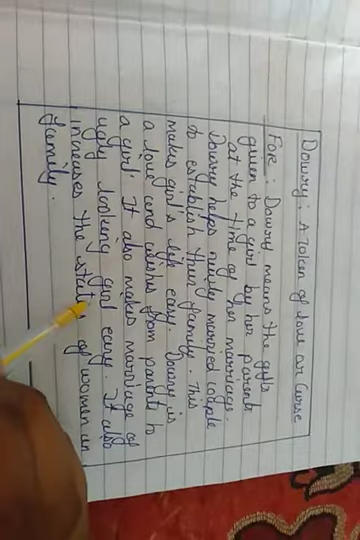 Dowry : A token of love or Curse
For : Dowry means the gifts
given to a girl by her parents
at the time of her marriage.
Dowry helps newly married couple
to establish their family. This
makes girl's life easy. Dowry is
a love and wishes from parents to
a girl. It also makes marriage of
ugly looking girl easy. It also
increases the of women in
family.